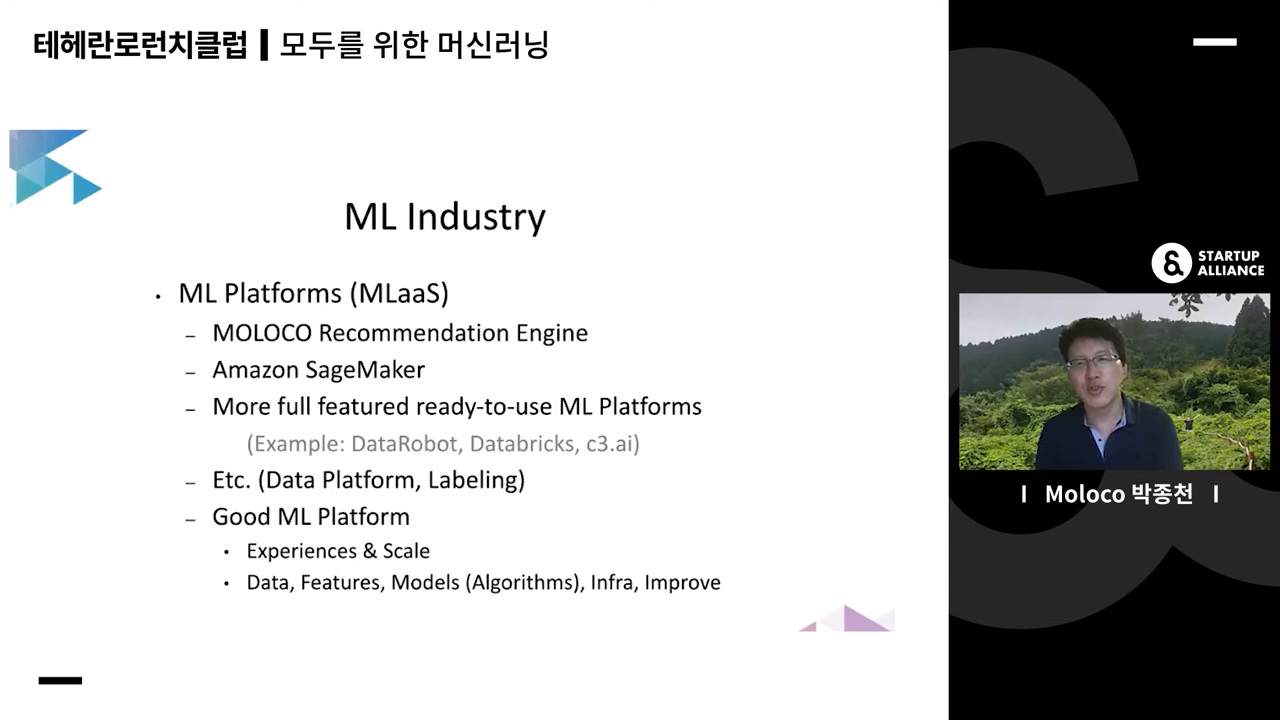 테헤란로런치클럽 | 모두를 위한 머신러닝
ML Industry
• ML Platforms (MLaaS)
– MOLOCO Recommendation Engine
– Amazon SageMaker
– More full featured ready-to-use ML Platforms
(Example: DataRobot, Databricks, c3.ai)
– Etc. (Data Platform, Labeling)
– Good ML Platform
• Experiences & Scale
• Data, Features, Models (Algorithms), Infra, Improve
STARTUP
ALLIANCE
I Moloco 박종천 I